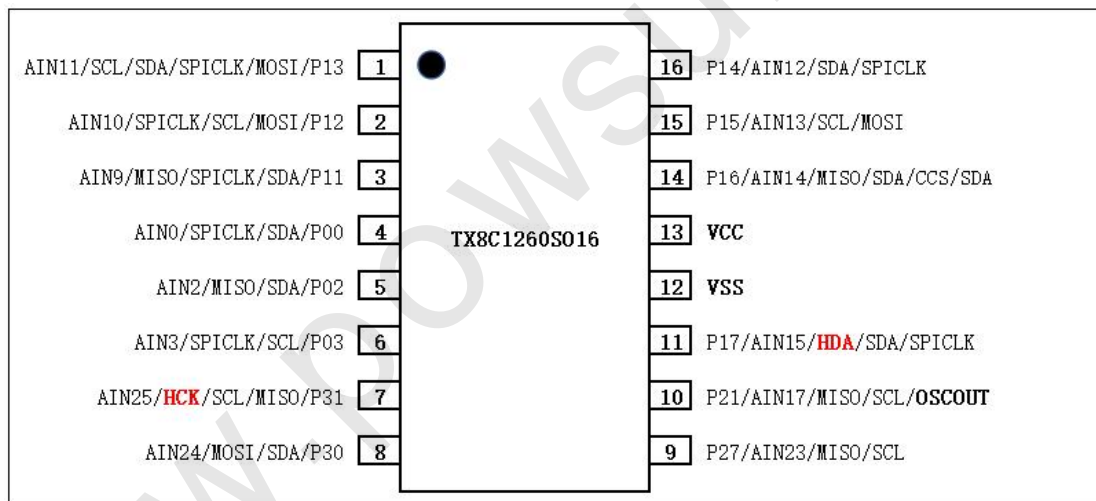 AIN11/SCL/SDA/SPICLK/MOSI/P13 1 16 P14/AIN12/SDA/SPICLK
AIN10/SPICLK/SCL/MOSI/P12 2 15 P15/AIN13/SCL/MOSI
AIN9/MISO/SPICLK/SDA/P11 3 14 P16/AIN14/MISO/SDA/CCS/SDA
AIN0/SPICLK/SDA/P00 4 TX8C1260SO16 13 VCC
AIN2/MISO/SDA/P02 5 12 VSS
AIN3/SPICLK/SCL/P03 6 11 P17/AIN15/HDA/SDA/SPICLK
AIN25/HCK/SCL/MISO/P31 7 10 P21/AIN17/MISO/SCL/OSCOUT
AIN24/MOSI/SDA/P30 8 9 P27/AIN23/MISO/SCL